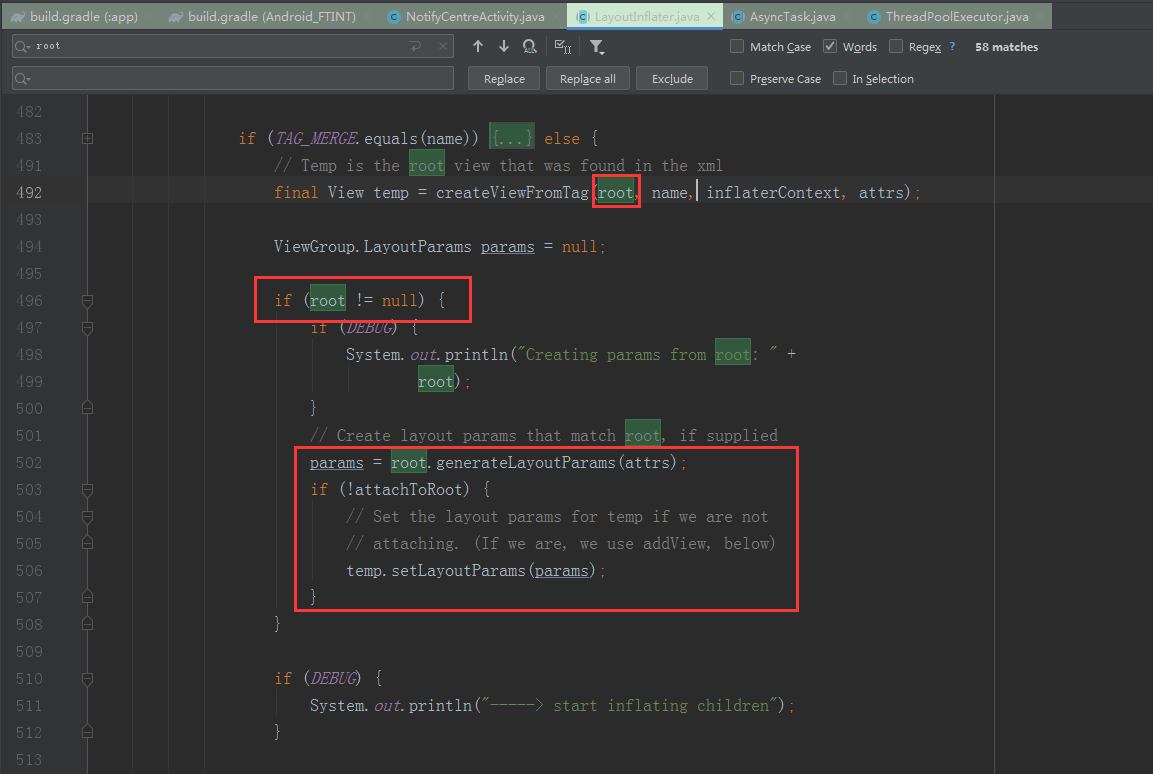 build.gradle (:app)
build.gradle (Android_FTINT)
NotifyCentreActivity.java
LayoutInflater.java
AsyncTask.java
ThreadPoolExecutor.java
root
Match Case
Words
Regex
?
58 matches
Replace
Replace all
Exclude
Preserve Case
In Selection
482
483 if (TAG_MERGE.equals(name)) {...} else {
491 // Temp is the root view that was found in the xml
492 final View temp = createViewFromTag(root, name, inflaterContext, attrs);
493
494 ViewGroup.LayoutParams params = null;
495
496 if (root != null) {
497 if (DEBUG) {
498 System.out.println("Creating params from root: " +
499 root);
500 }
501 // Create layout params that match root, if supplied
502 params = root.generateLayoutParams(attrs);
503 if (!attachToRoot) {
504 // Set the layout params for temp if we are not
505 // attaching. (If we are, we use addView, below)
506 temp.setLayoutParams(params);
507 }
508 }
509
510 if (DEBUG) {
511 System.out.println("-----> start inflating children");
512 }
513